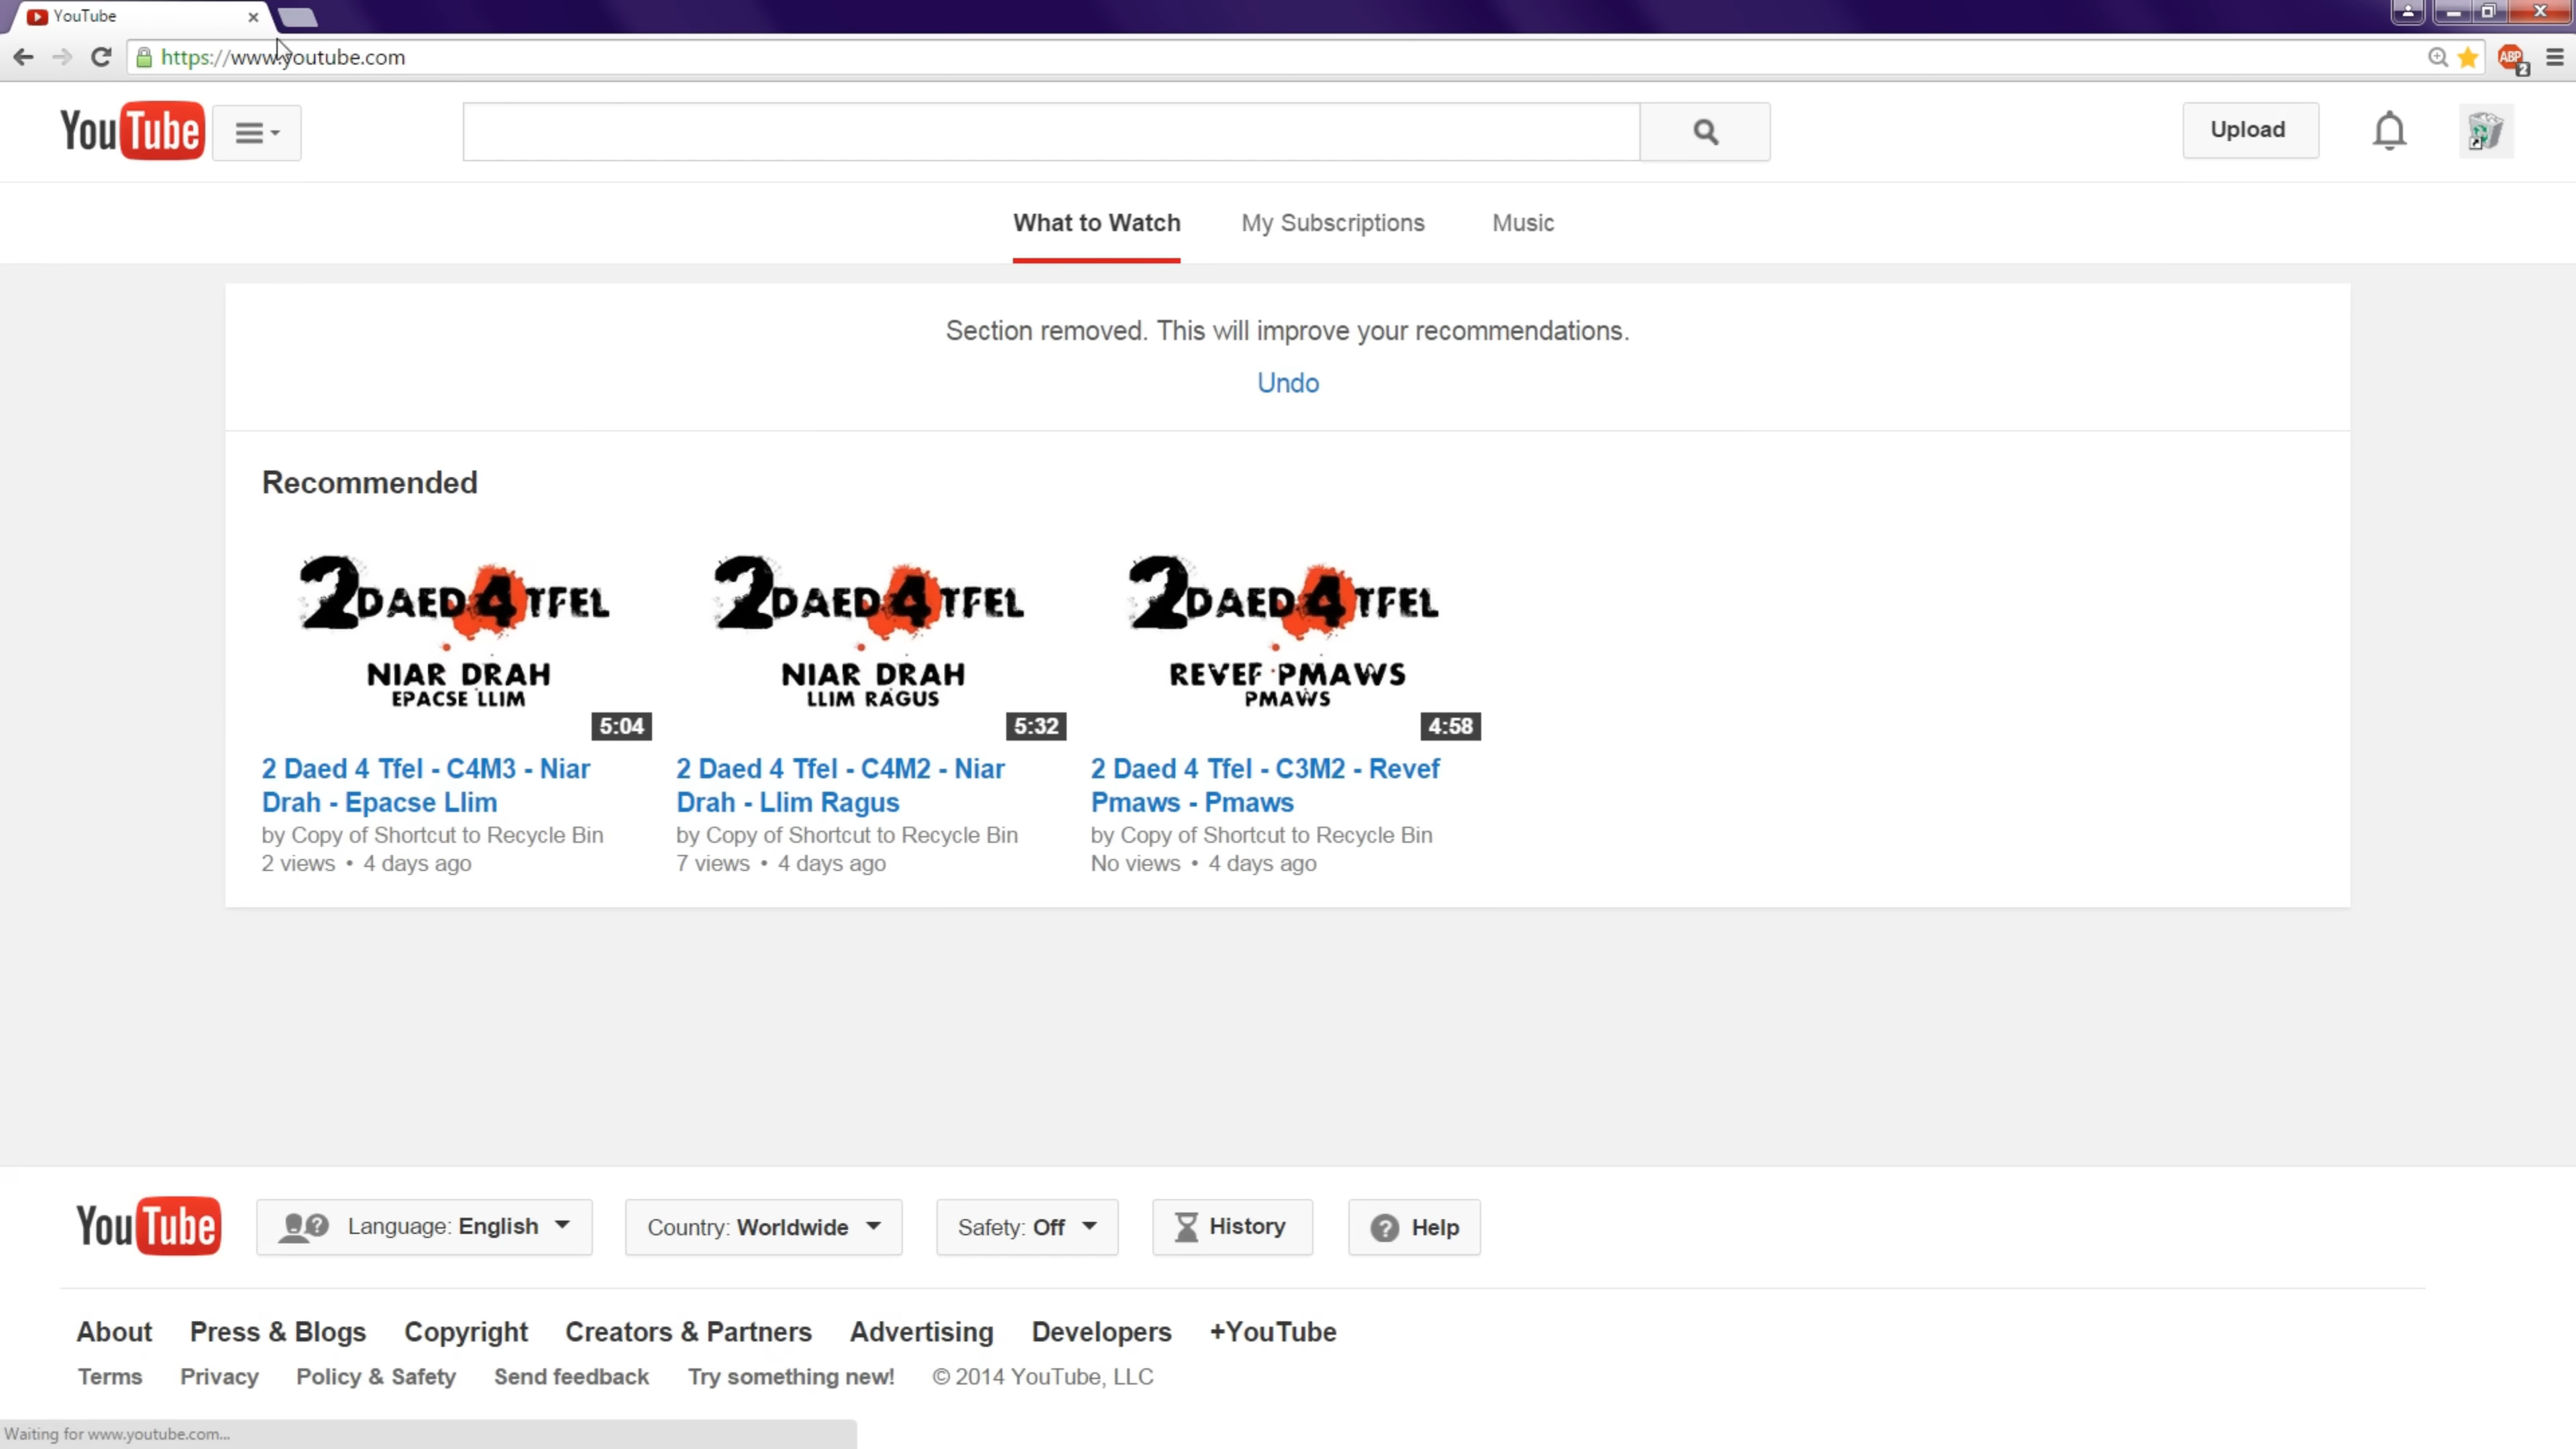 YouTube
https://www.youtube.com
ABP
2
YouTube
Upload
What to Watch
My Subscriptions
Music
Section removed. This will improve your recommendations.
Undo
Recommended
2 DAED 4 TFEL
NIAR DRAH
EPACSE LLIM
5:04
2 Daed 4 Tfel - C4M3 - Niar
Drah - Epacse Llim
by Copy of Shortcut to Recycle Bin
2 views • 4 days ago
2 DAED 4 TFEL
NIAR DRAH
LLIM RAGUS
5:32
2 Daed 4 Tfel - C4M2 - Niar
Drah - Llim Ragus
by Copy of Shortcut to Recycle Bin
7 views • 4 days ago
2 DAED 4 TFEL
REVEF PMAWS
PMAWS
4:58
2 Daed 4 Tfel - C3M2 - Revef
Pmaws - Pmaws
by Copy of Shortcut to Recycle Bin
No views • 4 days ago
YouTube
Language: English
Country: Worldwide
Safety: Off
History
Help
About Press & Blogs Copyright Creators & Partners Advertising Developers +YouTube
Terms Privacy Policy & Safety Send feedback Try something new! © 2014 YouTube, LLC
Waiting for www.youtube.com...